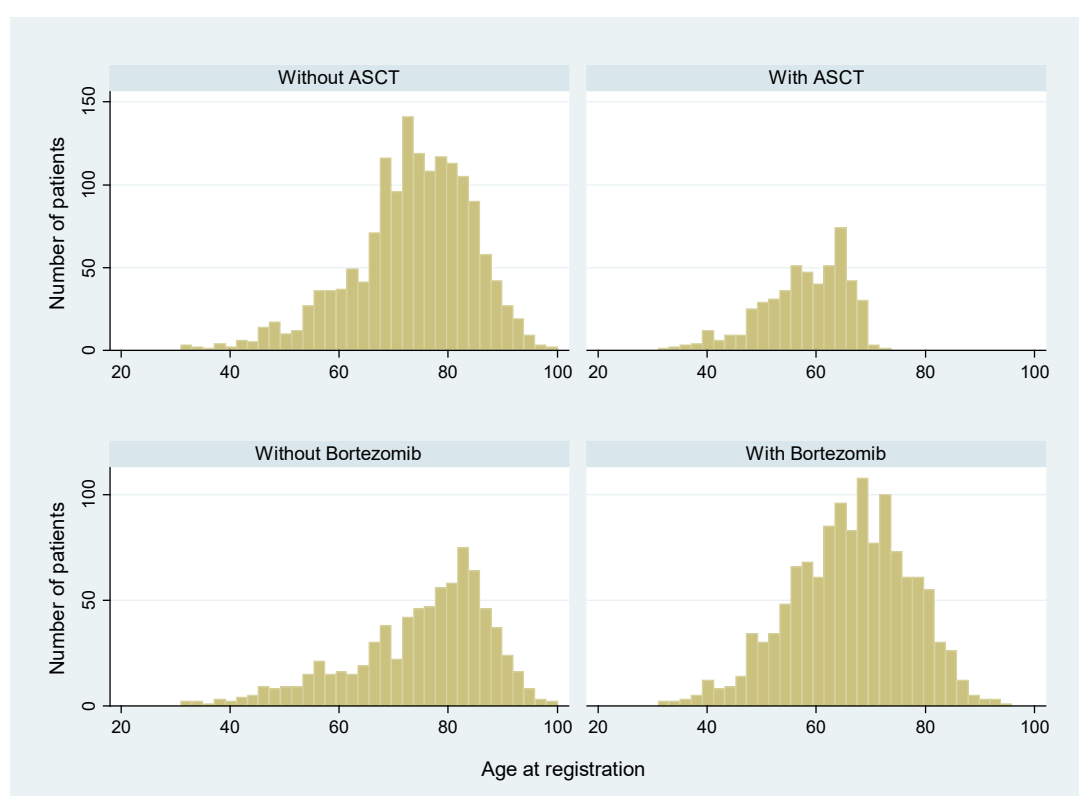 Without ASCT
With ASCT
Number of patients
150
100
50
0
20 40 60 80 100
20 40 60 80 100
Without Bortezomib
With Bortezomib
Number of patients
100
50
0
20 40 60 80 100
20 40 60 80 100
Age at registration